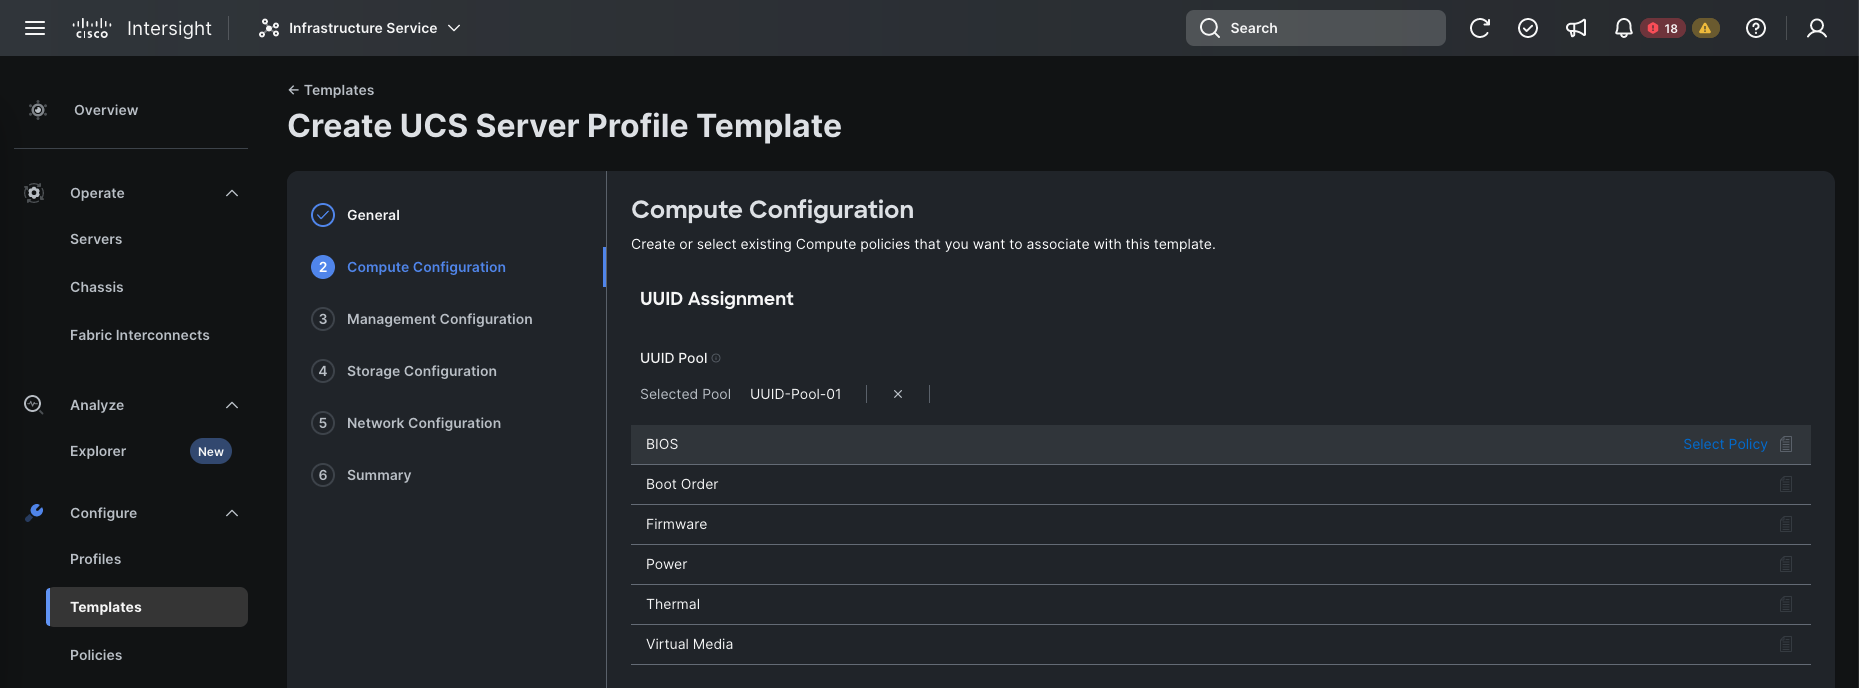 CISCO Intersight
Infrastructure Service
Search
18
Overview
Operate
Servers
Chassis
Fabric Interconnects
Analyze
Explorer New
Configure
Profiles
Templates
Policies
← Templates
Create UCS Server Profile Template
General
2 Compute Configuration
3 Management Configuration
4 Storage Configuration
5 Network Configuration
6 Summary
Compute Configuration
Create or select existing Compute policies that you want to associate with this template.
UUID Assignment
UUID Pool
Selected Pool UUID-Pool-01 | × |
BIOS Select Policy
Boot Order
Firmware
Power
Thermal
Virtual Media